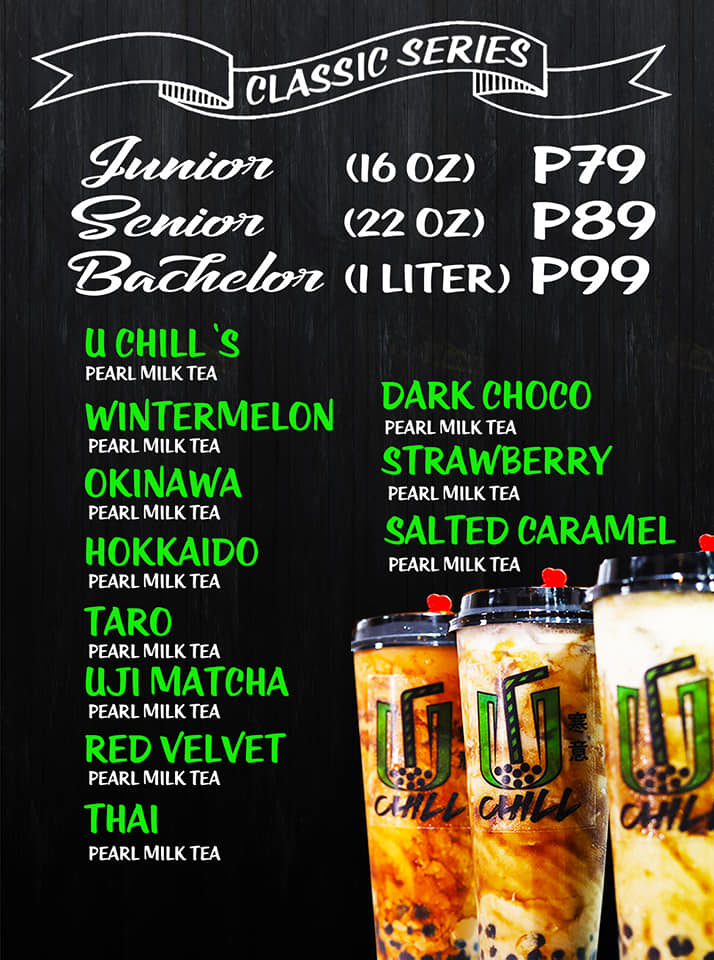 CLASSIC SERIES
Junior (16 OZ) P79
Senior (22 OZ) P89
Bachelor (1 LITER) P99
U CHILL 'S
PEARL MILK TEA
WINTERMELON
PEARL MILK TEA
OKINAWA
PEARL MILK TEA
HOKKAIDO
PEARL MILK TEA
TARO
PEARL MILK TEA
UJI MATCHA
PEARL MILK TEA
RED VELVET
PEARL MILK TEA
THAI
PEARL MILK TEA
DARK CHOCO
PEARL MILK TEA
STRAWBERRY
PEARL MILK TEA
SALTED CARAMEL
PEARL MILK TEA
U
CHILL
U
CHILL
寒意
U
CHILL